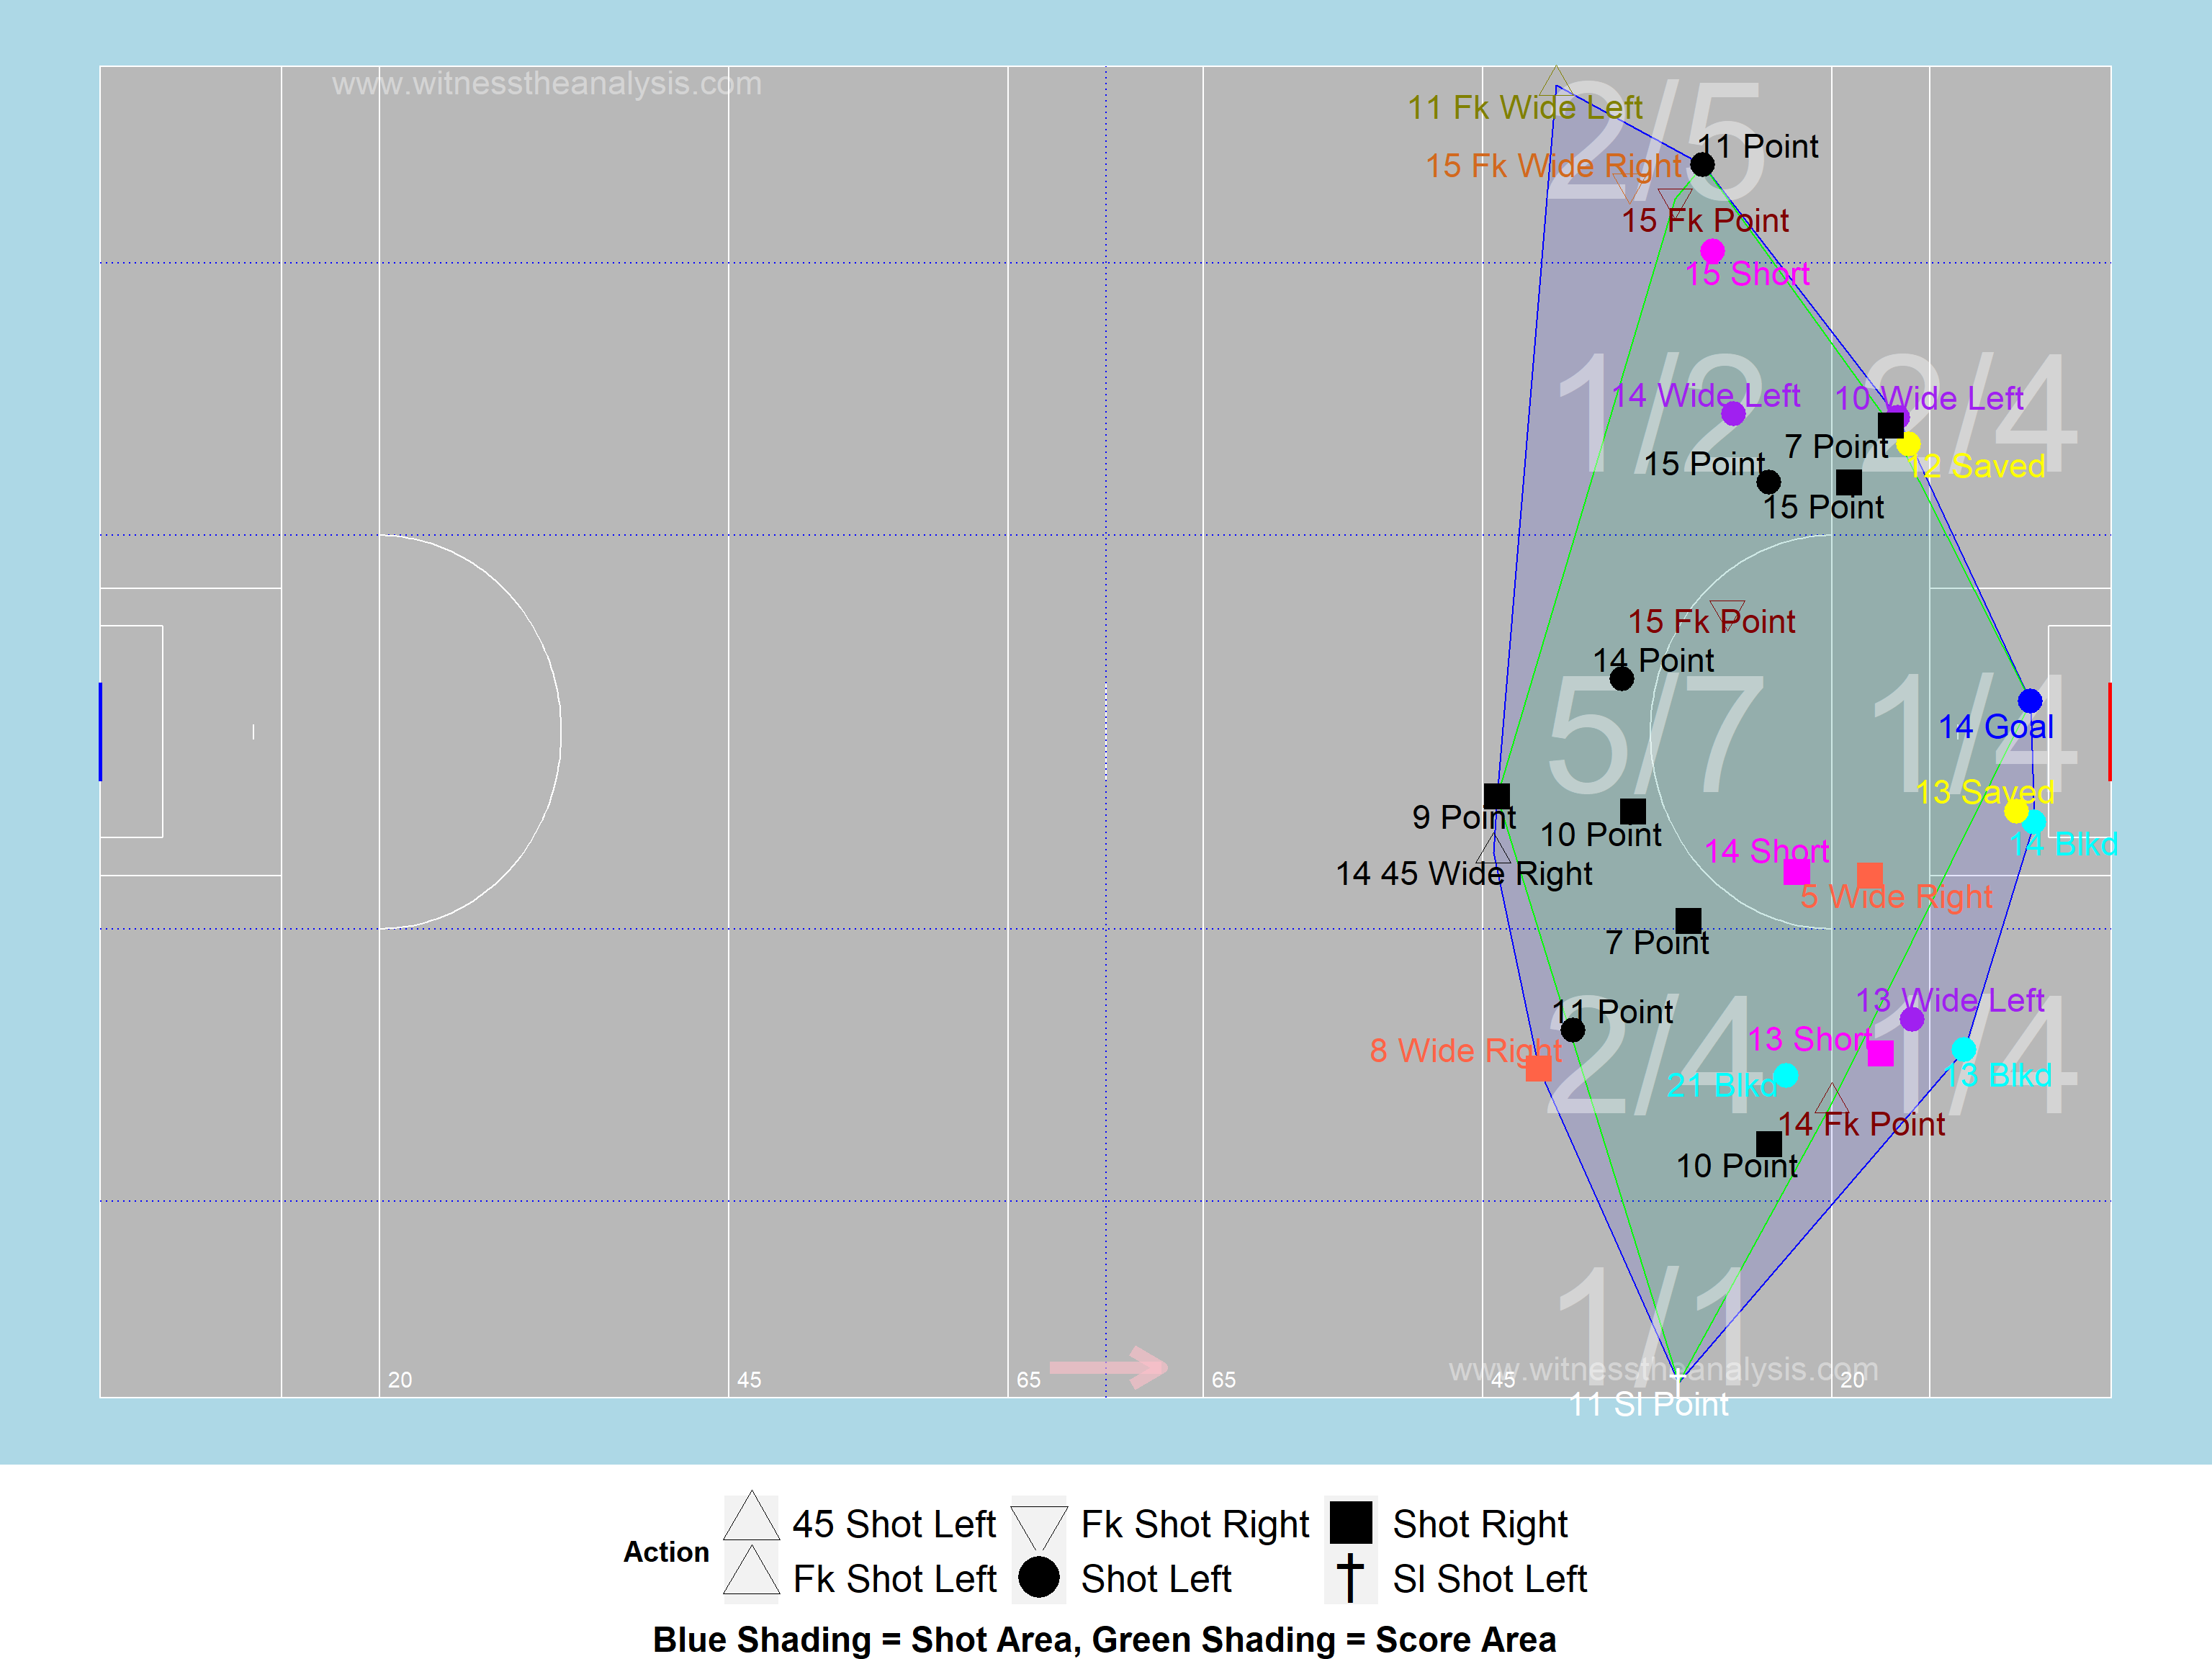 www.witnesstheanalysis.com
2/5
11 Fk Wide Left
11 Point
15 Fk Wide Right
15 Fk Point
15 Short
1/2
2/4
14 Wide Left
10 Wide Left
7 Point
15 Point
12 Saved
15 Point
15 Fk Point
14 Point
5/7
1/4
14 Goal
13 Saved
9 Point
10 Point
14 Blkd
14 Short
14 45 Wide Right
5 Wide Right
7 Point
13 Wide Left
11 Point
2/4
1/4
13 Short
8 Wide Right
13 Blkd
21 Blkd
14 Fk Point
10 Point
1/1
www.witnesstheanalysis.com
20 45 65 65 45 20
11 Sl Point
Action
45 Shot Left Fk Shot Right Shot Right
Fk Shot Left Shot Left Sl Shot Left
Blue Shading = Shot Area, Green Shading = Score Area